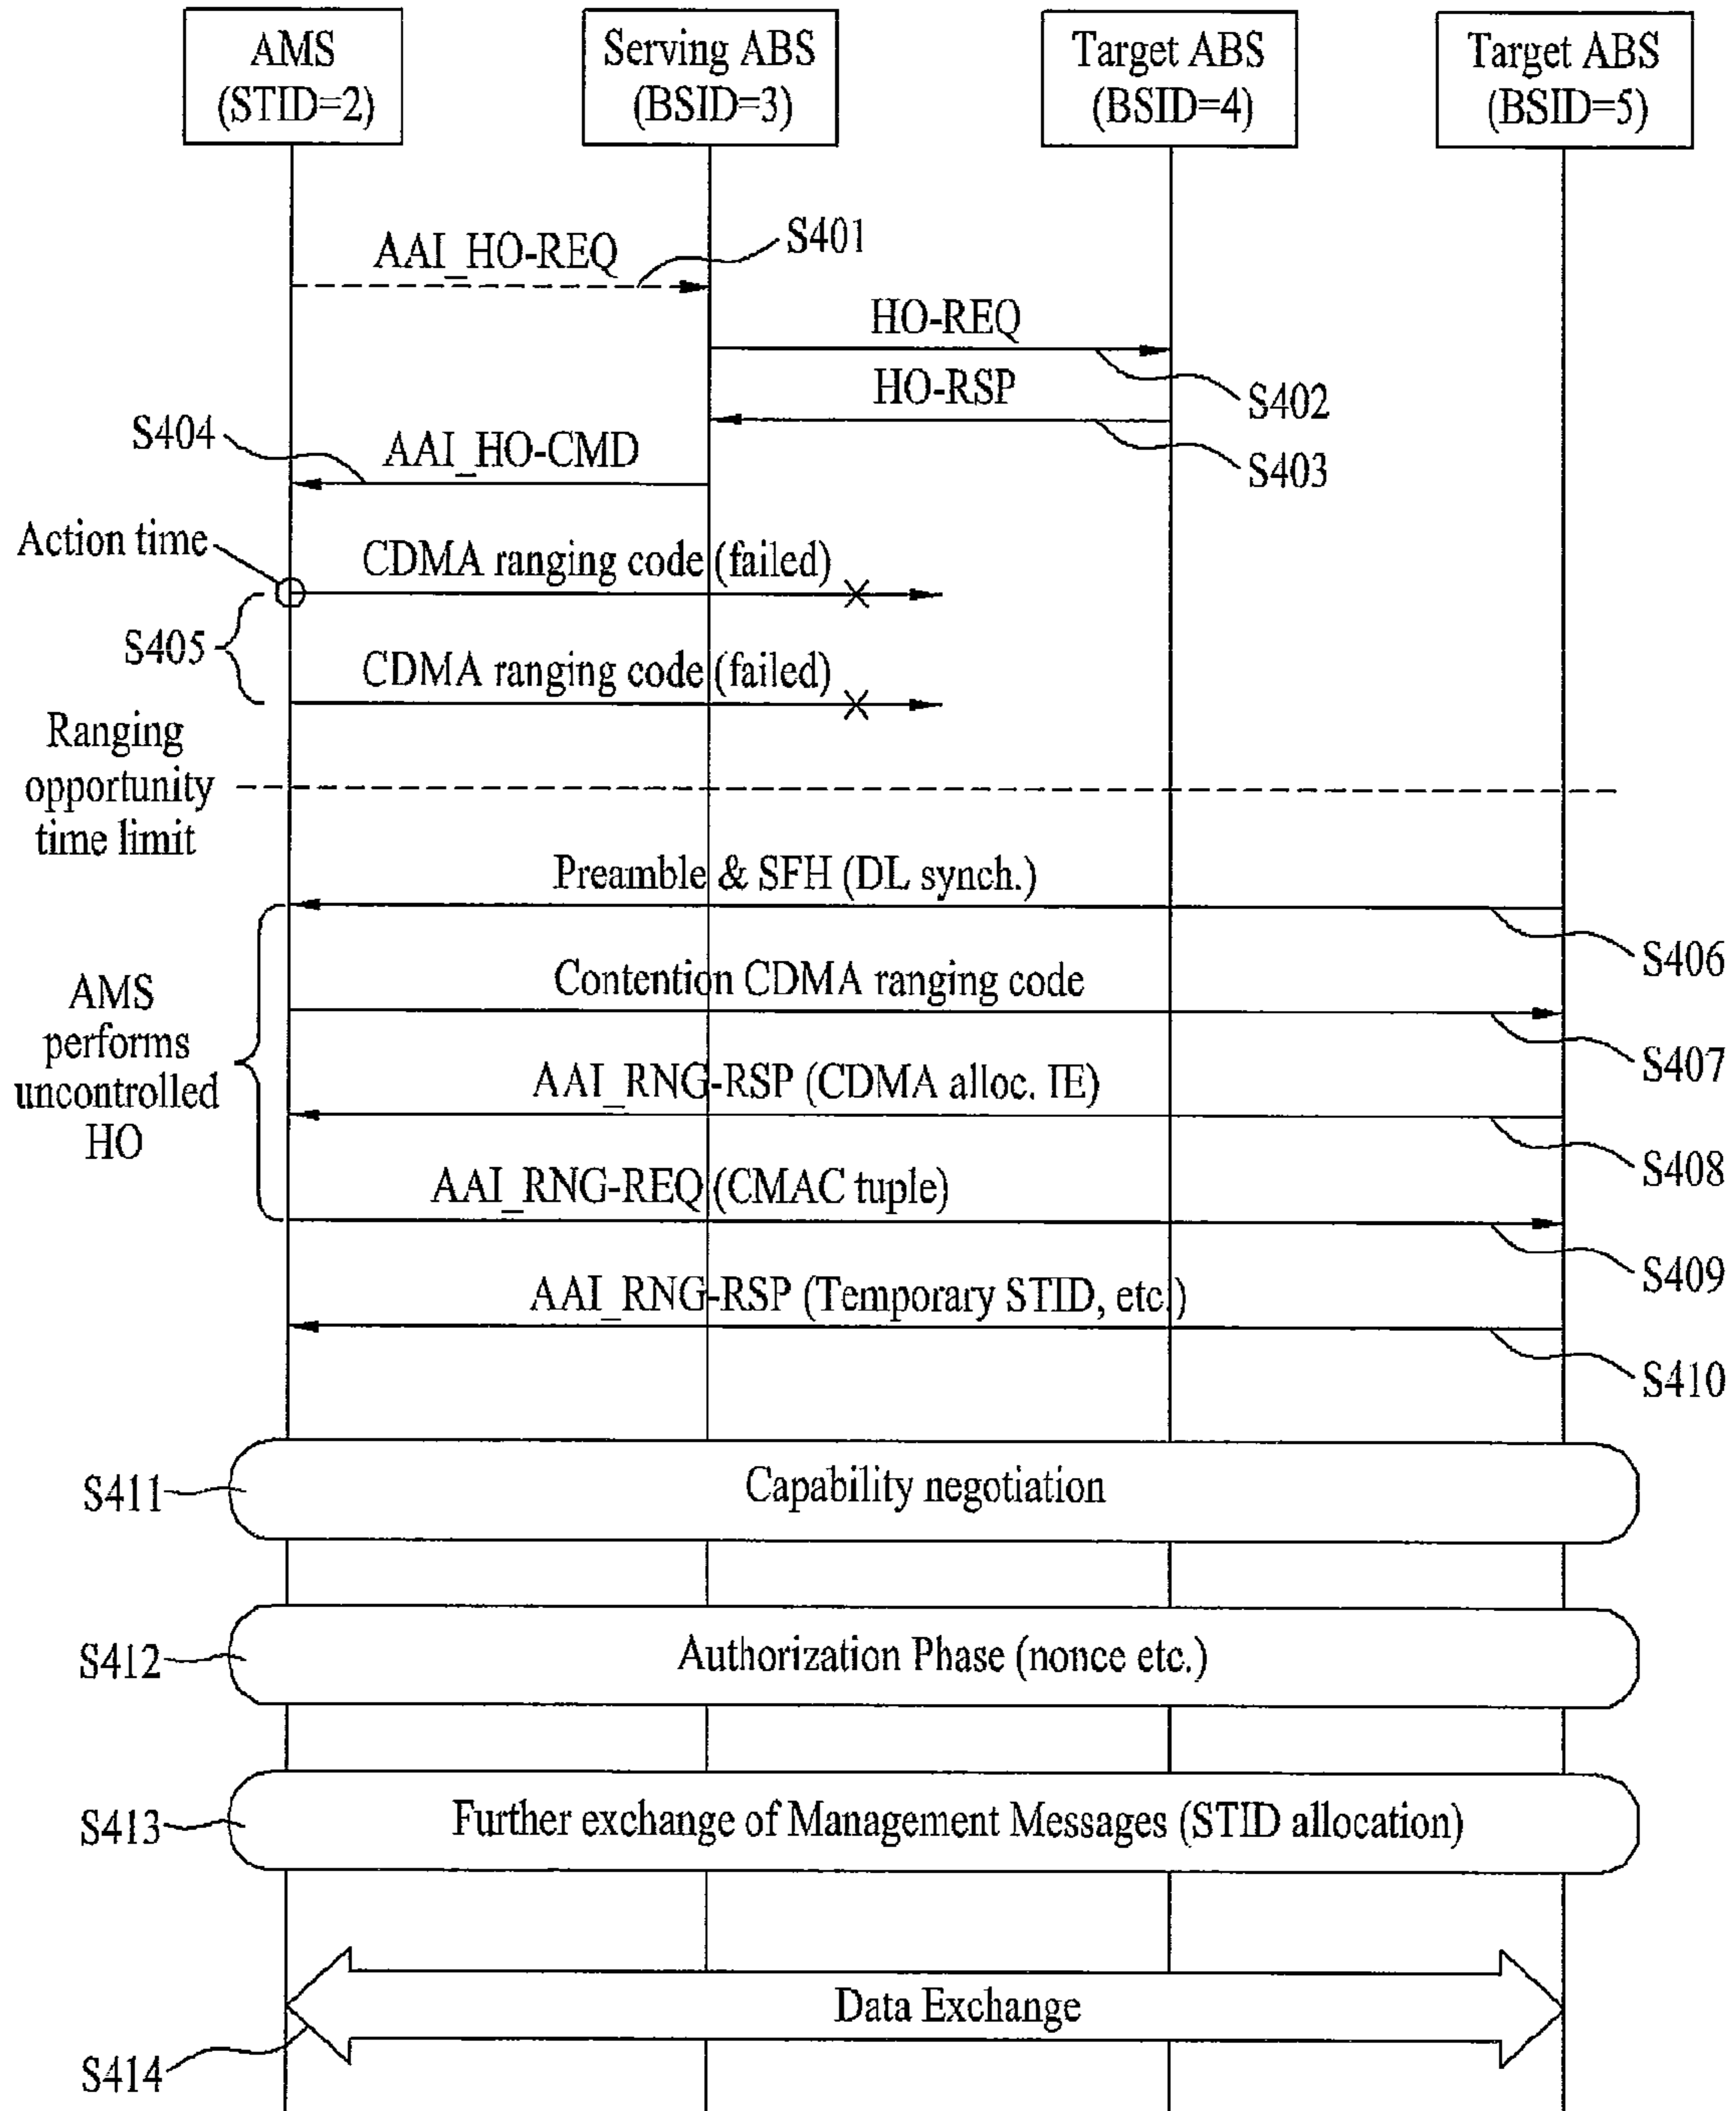 AMS
(STID=2)
Serving ABS
(BSID=3)
Target ABS
(BSID=4)
Target ABS
(BSID=5)
AAI_HO-REQ
S401
HO-REQ
S402
HO-RSP
S403
S404
AAI_HO-CMD
Action time
CDMA ranging code (failed)
S405
CDMA ranging code (failed)
Ranging
opportunity
time limit
Preamble & SFH (DL synch.)
S406
AMS
performs
uncontrolled
HO
Contention CDMA ranging code
S407
AAI_RNG-RSP (CDMA alloc. IE)
S408
AAI_RNG-REQ (CMAC tuple)
S409
AAI_RNG-RSP (Temporary STID, etc.)
S410
S411
Capability negotiation
S412
Authorization Phase (nonce etc.)
S413
Further exchange of Management Messages (STID allocation)
Data Exchange
S414